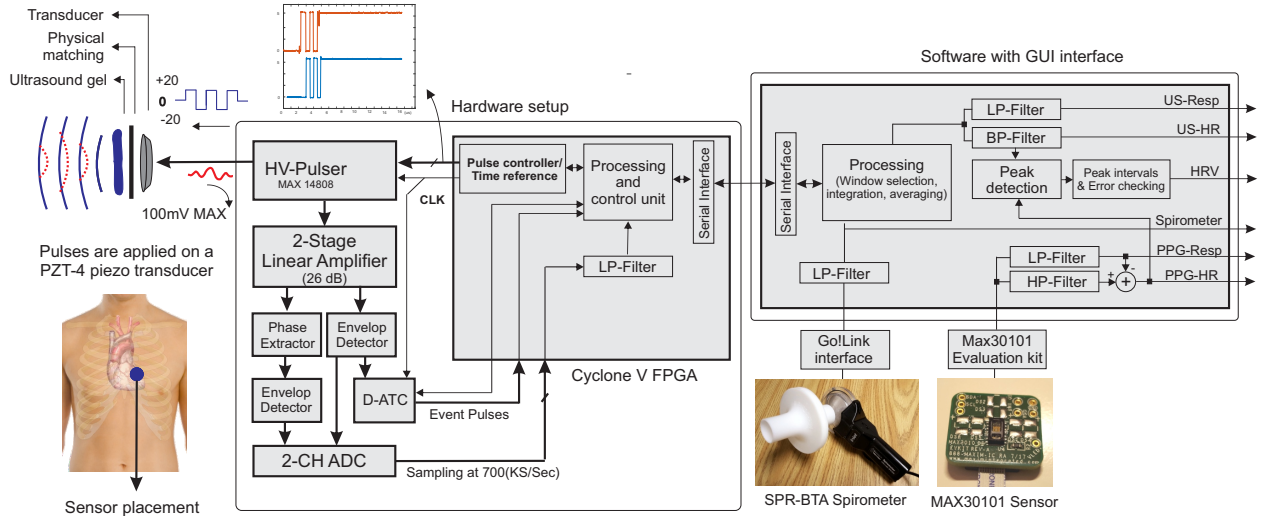 Transducer
Physical
matching
Ultrasound gel
+20
0
-20
100mV MAX
Pulses are applied on a
PZT-4 piezo transducer
Sensor placement
Hardware setup
HV-Pulser
MAX 14808
CLK
Pulse controller/
Time reference
Processing
and
control unit
Serial Interface
LP-Filter
2-Stage
Linear Amplifier
(26 dB)
Phase
Extractor
Envelop
Detector
Envelop
Detector
D-ATC
2-CH ADC
Cyclone V FPGA
Event Pulses
Sampling at 700(KS/Sec)
Software with GUI interface
Serial Interface
Processing
(Window selection,
integration, averaging)
LP-Filter
BP-Filter
Peak
detection
Peak intervals
& Error checking
LP-Filter
LP-Filter
HP-Filter
+
-
+
US-Resp
US-HR
HRV
Spirometer
PPG-Resp
PPG-HR
Go!Link
interface
Max30101
Evaluation kit
SPR-BTA Spirometer
MAX30101 Sensor